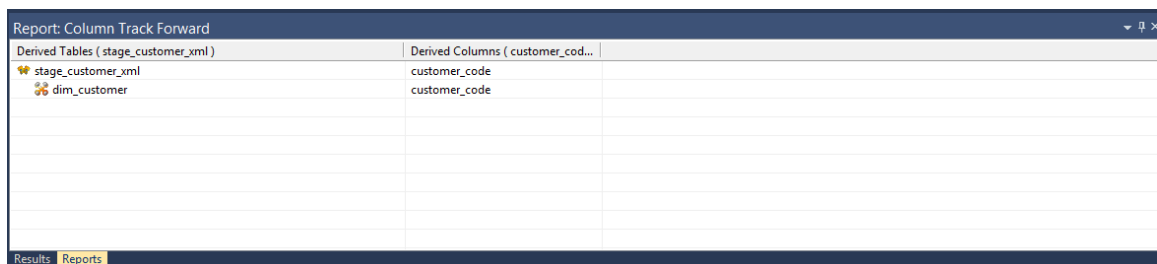 Report: Column Track Forward
Derived Tables ( stage_customer_xml ) Derived Columns ( customer_cod...
stage_customer_xml customer_code
dim_customer customer_code
Results Reports